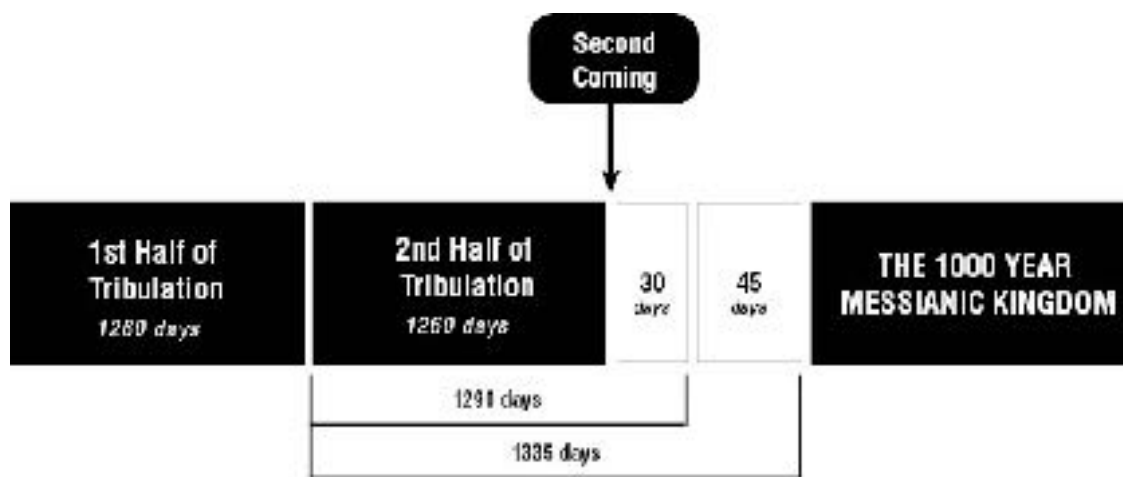 Second
Coming
1st Half of
Tribulation
1260 days
2nd Half of
Tribulation
1260 days
30
days
45
days
THE 1000 YEAR
MESSIANIC KINGDOM
1290 days
1335 days